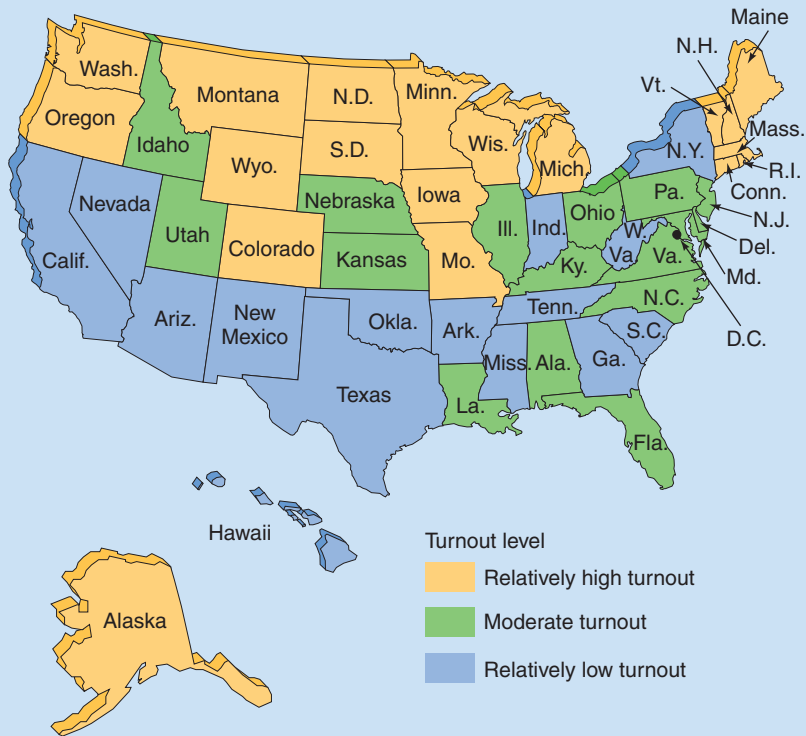 Maine
N.H.
Vt.
Wash.
Montana
N.D.
Minn.
Oregon
Mass.
Idaho
S.D.
Wis.
N.Y.
R.I.
Wyo.
Mich.
Conn.
Iowa
Nebraska
Pa.
N.J.
Nevada
Ohio
Ill.
Ind.
Utah
Colorado
W.
Va.
Del.
Calif.
Kansas
Mo.
Va.
Ky.
Md.
N.C.
Tenn.
D.C.
Ariz.
New
Mexico
Okla.
Ark.
S.C.
Miss.
Ala.
Ga.
Texas
La.
Fla.
Hawaii
Alaska
Turnout level
Relatively high turnout
Moderate turnout
Relatively low turnout